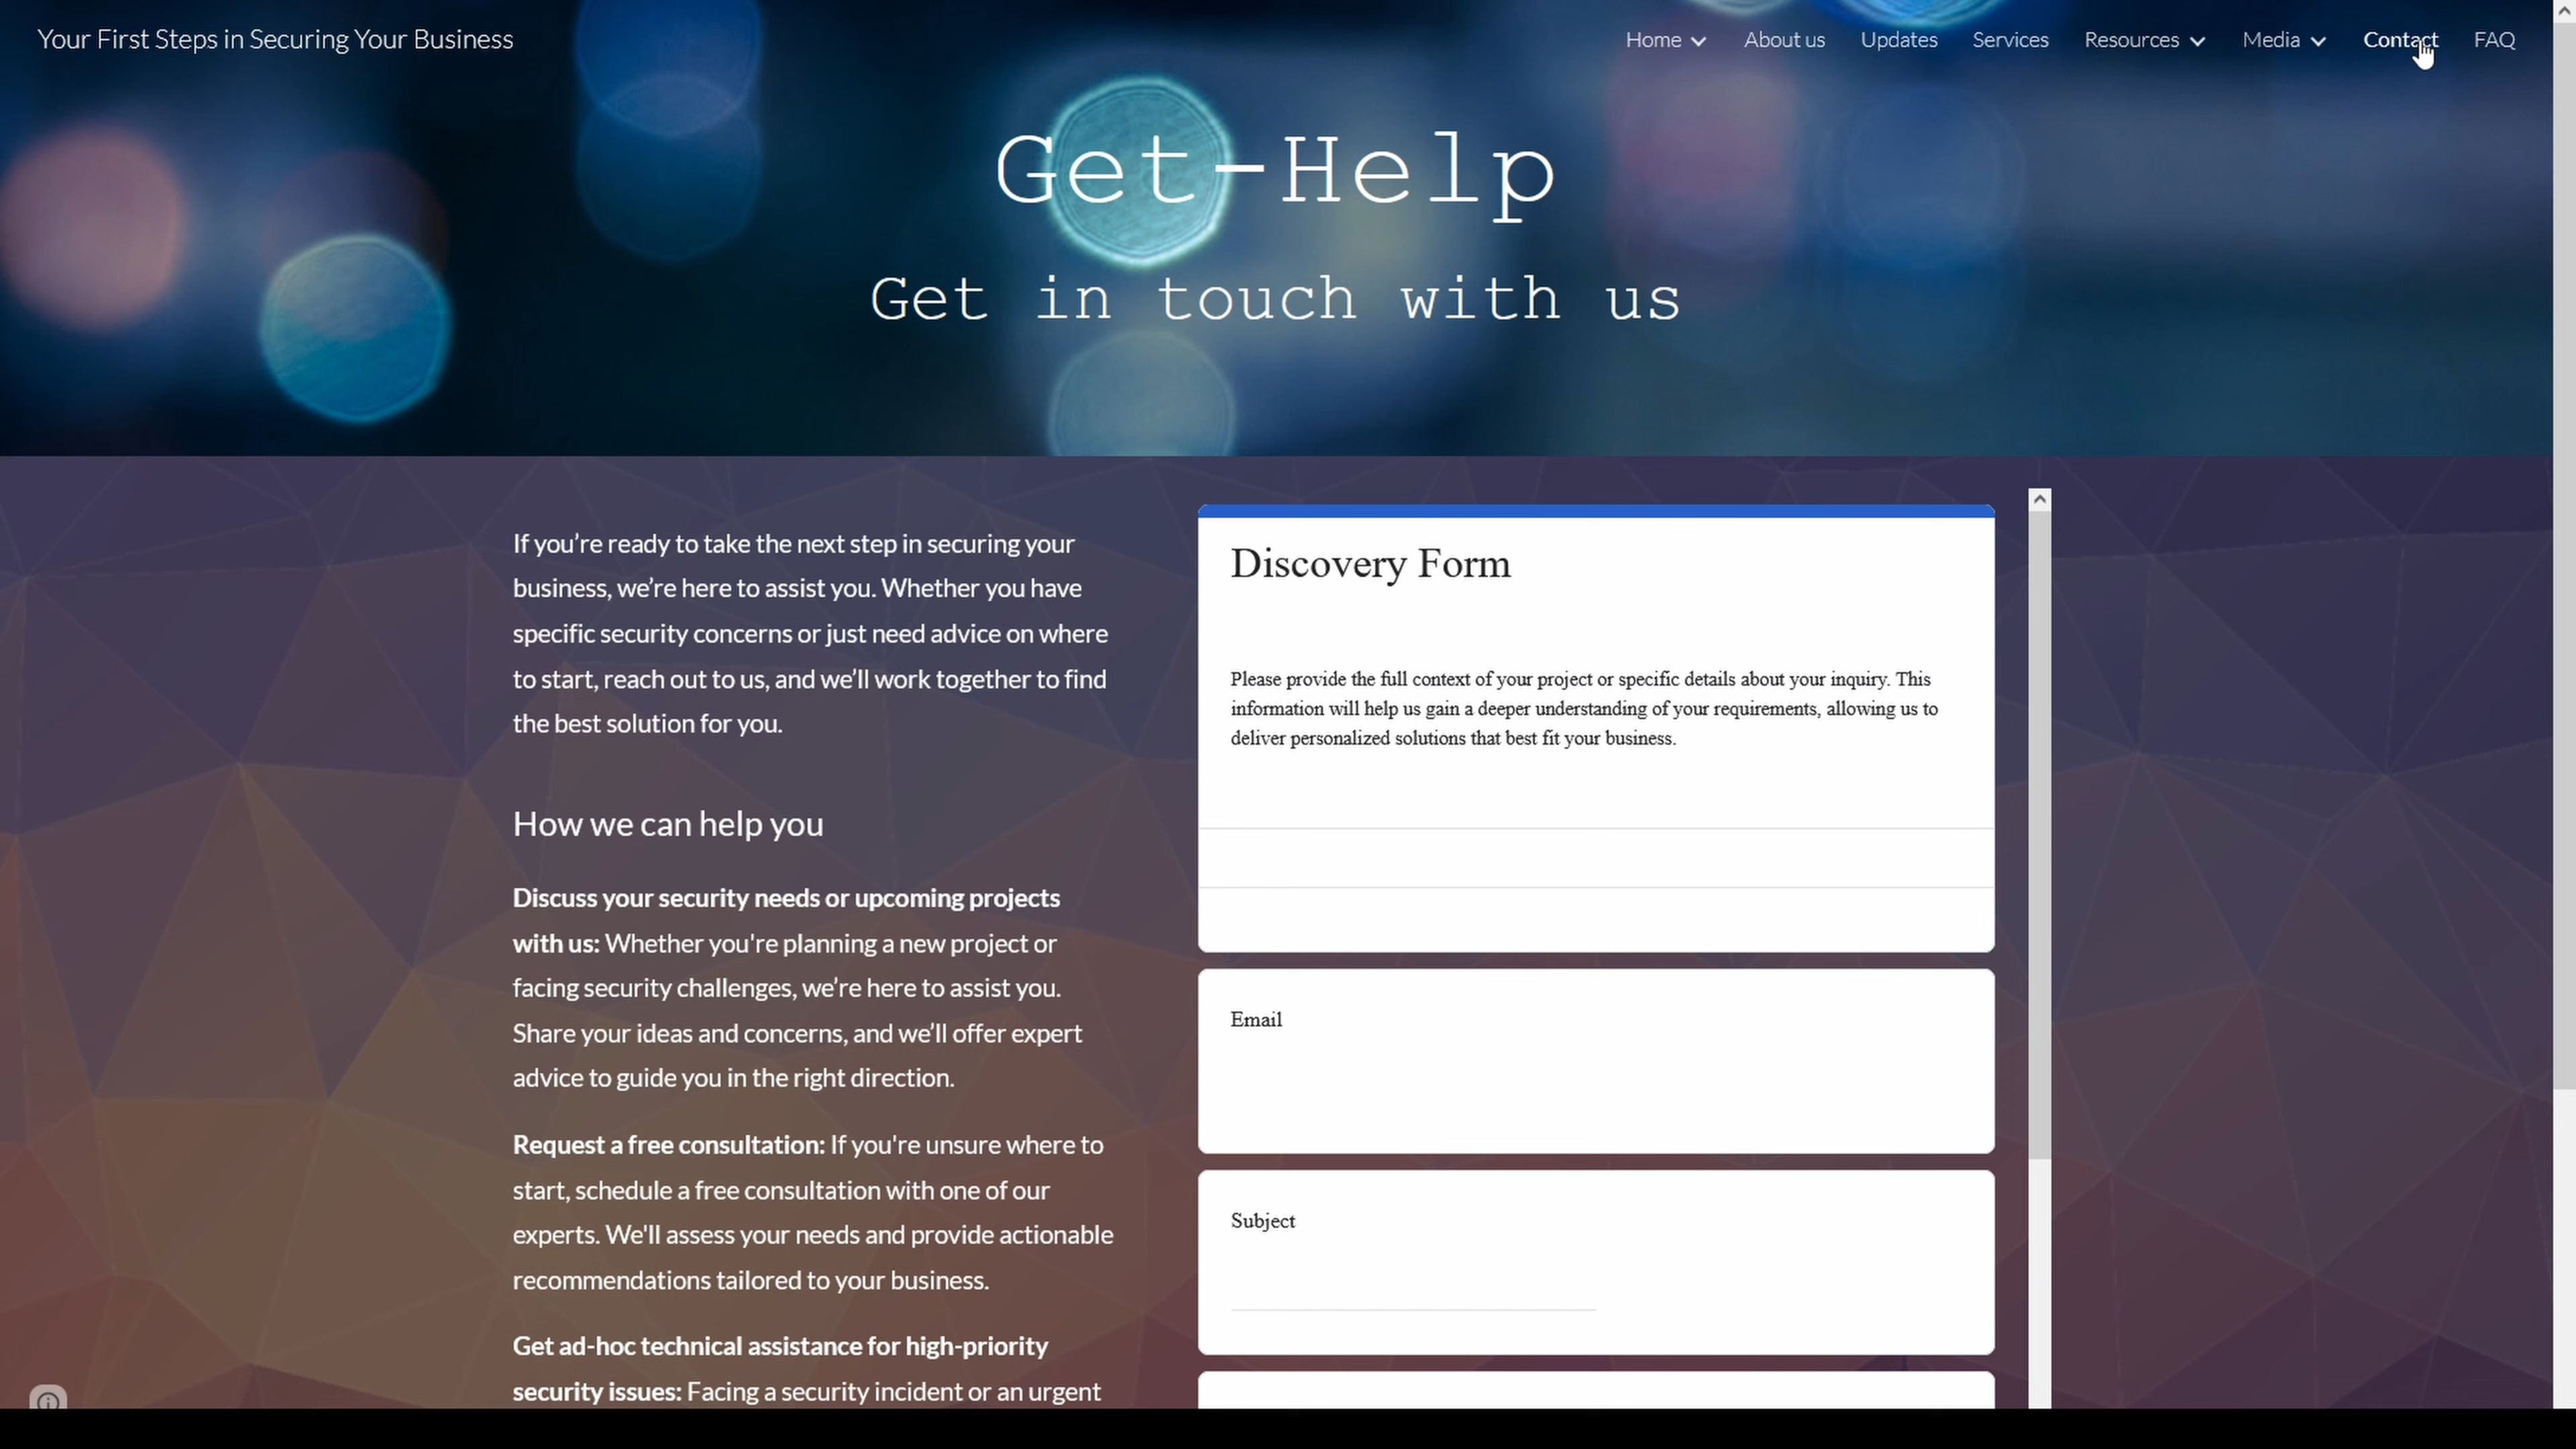 Your First Steps in Securing Your Business
Home
About us
Updates
Services
Resources
Media
Contact
FAQ
Get-Help
Get in touch with us
If you’re ready to take the next step in securing your
business, we’re here to assist you. Whether you have
specific security concerns or just need advice on where
to start, reach out to us, and we’ll work together to find
the best solution for you.
How we can help you
Discuss your security needs or upcoming projects
with us: Whether you're planning a new project or
facing security challenges, we’re here to assist you.
Share your ideas and concerns, and we’ll offer expert
advice to guide you in the right direction.
Request a free consultation: If you're unsure where to
start, schedule a free consultation with one of our
experts. We'll assess your needs and provide actionable
recommendations tailored to your business.
Get ad-hoc technical assistance for high-priority
security issues: Facing a security incident or an urgent
Discovery Form
Please provide the full context of your project or specific details about your inquiry. This
information will help us gain a deeper understanding of your requirements, allowing us to
deliver personalized solutions that best fit your business.
Email
Subject